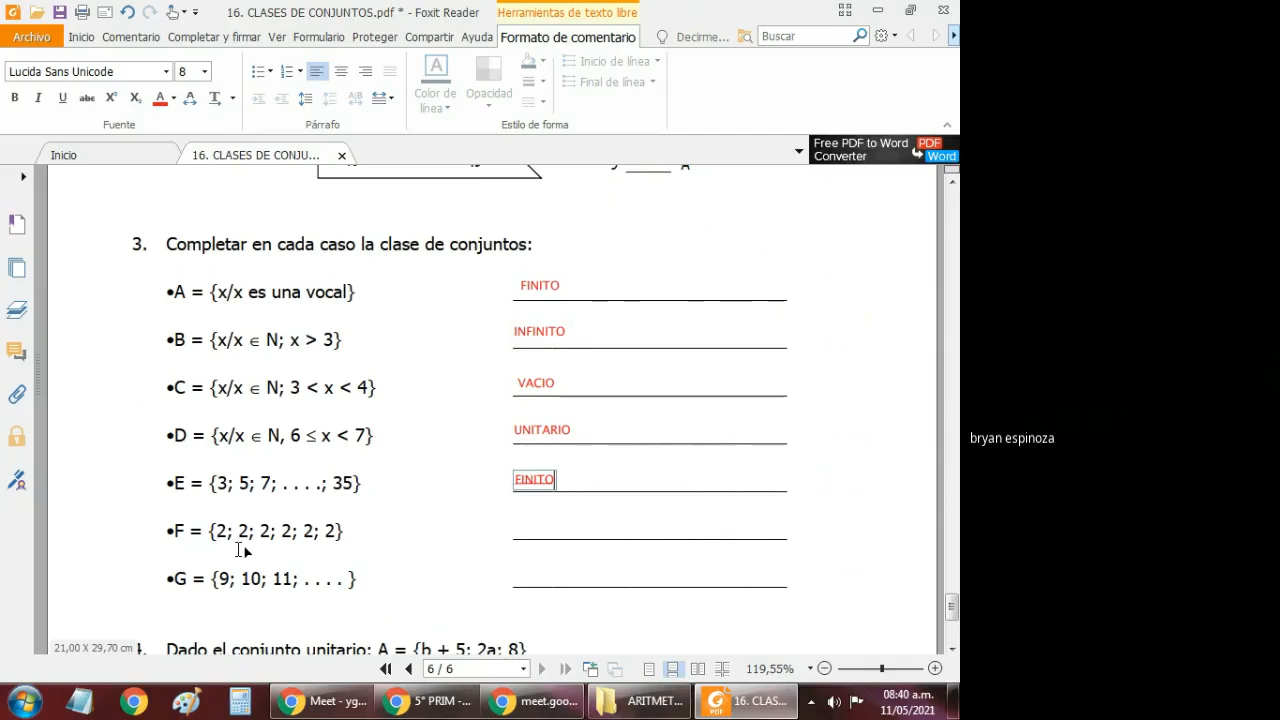 16. CLASES DE CONJUNTOS.pdf * - Foxit Reader
Herramientas de texto libre
Archivo Inicio Comentario Completar y firmar Ver Formulario Proteger Compartir Ayuda Formato de comentario Decirme... Buscar
Lucida Sans Unicode 8
Color de línea
Opacidad
Inicio de línea
Final de línea
Fuente Párrafo Estilo de forma
Inicio 16. CLASES DE CONJU...
Free PDF to Word Converter
PDF
Word
3. Completar en cada caso la clase de conjuntos:
•A = {x/x es una vocal} FINITO
•B = {x/x ∈ N; x > 3} INFINITO
•C = {x/x ∈ N; 3 < x < 4} VACIO
•D = {x/x ∈ N, 6 ≤ x < 7} UNITARIO
•E = {3; 5; 7; . . . .; 35} FINITO
•F = {2; 2; 2; 2; 2; 2}
•G = {9; 10; 11; . . . . }
Dado el conjunto unitario: A = {b + 5; 2a; 8}
21,00 X 29,70 cm
6 / 6
119,55%
Meet - yg... 5° PRIM -... meet.goo... ARITMET... 16. CLAS...
08:40 a.m.
11/05/2021
bryan espinoza